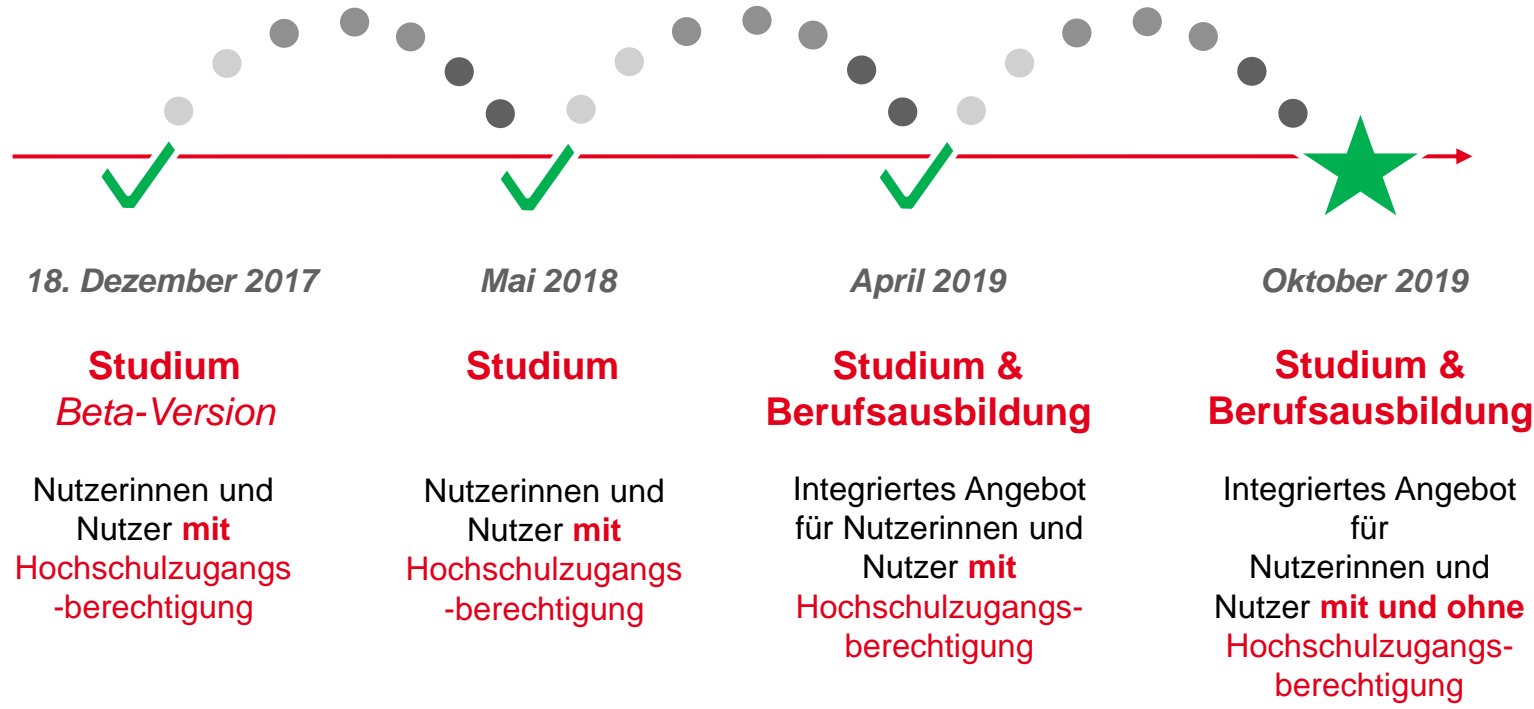 18. Dezember 2017
Studium
Beta-Version
Nutzerinnen und
Nutzer mit
Hochschulzugangs
-berechtigung
Mai 2018
Studium
Nutzerinnen und
Nutzer mit
Hochschulzugangs
-berechtigung
April 2019
Studium &
Berufsausbildung
Integriertes Angebot
für Nutzerinnen und
Nutzer mit
Hochschulzugangs-
berechtigung
Oktober 2019
Studium &
Berufsausbildung
Integriertes Angebot
für
Nutzerinnen und
Nutzer mit und ohne
Hochschulzugangs-
berechtigung